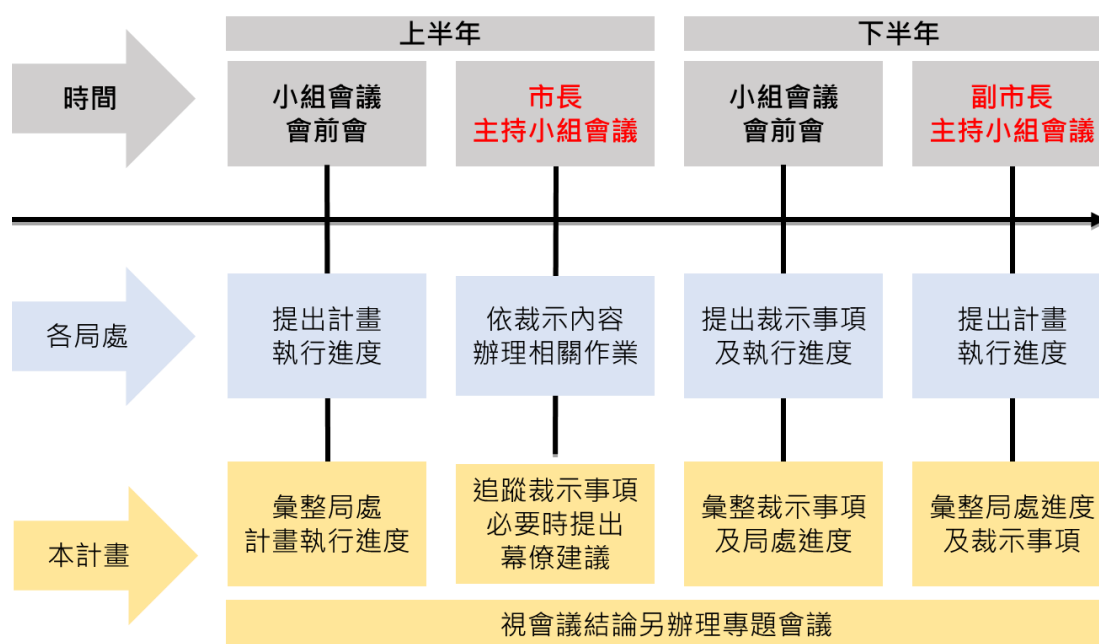 上半年
下半年
時間
小組會議
會前會
市長
主持小組會議
小組會議
會前會
副市長
主持小組會議
各局處
提出計畫
執行進度
依裁示內容
辦理相關作業
提出裁示事項
及執行進度
提出計畫
執行進度
本計畫
彙整局處
計畫執行進度
追蹤裁示事項
必要時提出
幕僚建議
彙整裁示事項
及局處進度
彙整局處進度
及裁示事項
視會議結論另辦理專題會議